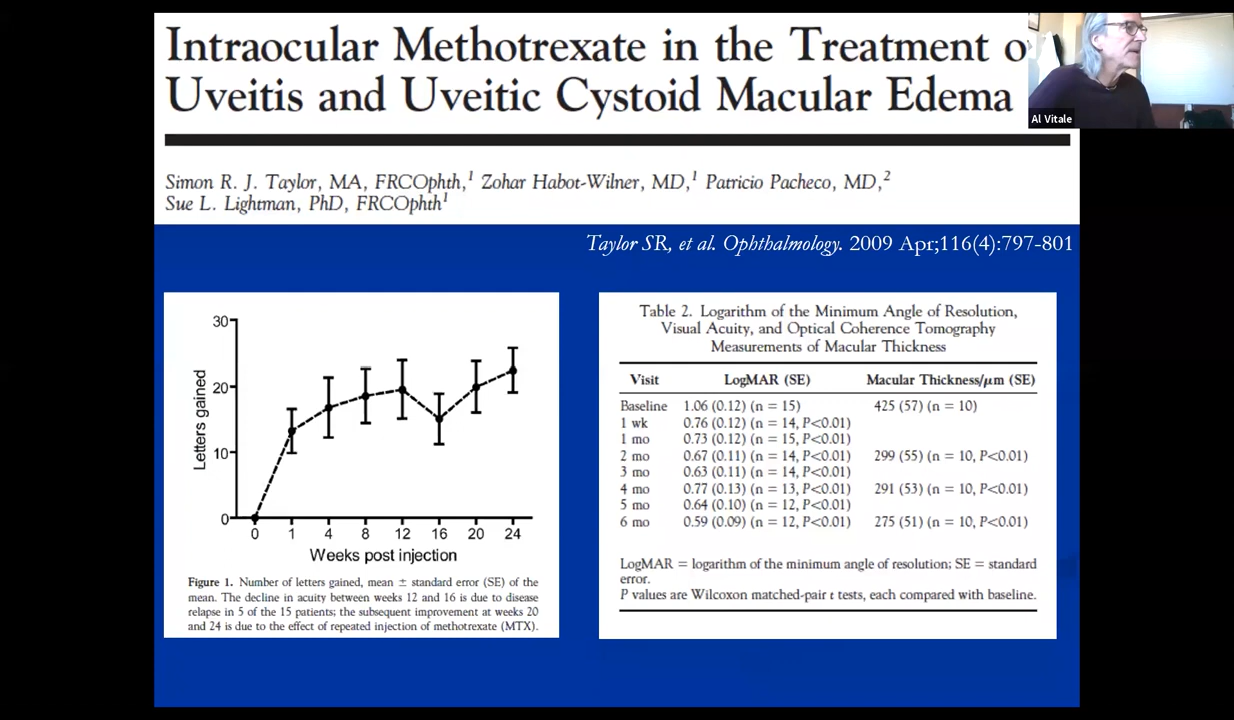 Intraocular Methotrexate in the Treatment o
Uveitis and Uveitic Cystoid Macular Edema
Al Vitale
Simon R. J. Taylor, MA, FRCOphth,1 Zohar Habot-Wilner, MD,1 Patricio Pacheco, MD,2
Sue L. Lightman, PhD, FRCOphth1
Taylor SR, et al. Ophthalmology. 2009 Apr;116(4):797-801
30
20
10
0
Letters gained
0 1 4 8 12 16 20 24
Weeks post injection
Figure 1. Number of letters gained, mean ± standard error (SE) of the
mean. The decline in acuity between weeks 12 and 16 is due to disease
relapse in 5 of the 15 patients; the subsequent improvement at weeks 20
and 24 is due to the effect of repeated injection of methotrexate (MTX).
Table 2. Logarithm of the Minimum Angle of Resolution,
Visual Acuity, and Optical Coherence Tomography
Measurements of Macular Thickness
Visit LogMAR (SE) Macular Thickness/μm (SE)
Baseline 1.06 (0.12) (n = 15) 425 (57) (n = 10)
1 wk 0.76 (0.12) (n = 14, P<0.01)
1 mo 0.73 (0.12) (n = 15, P<0.01)
2 mo 0.67 (0.11) (n = 14, P<0.01) 299 (55) (n = 10, P<0.01)
3 mo 0.63 (0.11) (n = 14, P<0.01)
4 mo 0.77 (0.13) (n = 13, P<0.01) 291 (53) (n = 10, P<0.01)
5 mo 0.64 (0.10) (n = 12, P<0.01)
6 mo 0.59 (0.09) (n = 12, P<0.01) 275 (51) (n = 10, P<0.01)
LogMAR = logarithm of the minimum angle of resolution; SE = standard
error.
P values are Wilcoxon matched-pair t tests, each compared with baseline.